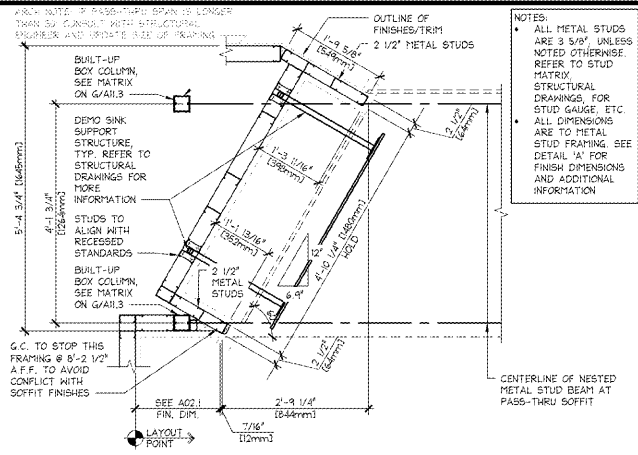 ARCH NOTE: IF PASS-THRU SPAN IS LONGER
THAN 50" CONSULT WITH STRUCTURAL
ENGINEER AND UPDATE SIZE OF FRAMING
BUILT-UP
BOX COLUMN,
SEE MATRIX
ON G/A11.3
DEMO SINK
SUPPORT
STRUCTURE,
TYP. REFER TO
STRUCTURAL
DRAWINGS FOR
MORE
INFORMATION
STUDS TO
ALIGN WITH
RECESSED
STANDARDS
BUILT-UP
BOX COLUMN,
SEE MATRIX
ON G/A11.3
G.C. TO STOP THIS
FRAMING @ 8'-2 1/2"
A.F.F. TO AVOID
CONFLICT WITH
SOFFIT FINISHES
5'-4 3/4" [1645mm]
4'-1 3/4"
[1264mm]
OUTLINE OF
FINISHES/TRIM
2 1/2" METAL STUDS
1'-9 5/8"
[549mm]
2 1/2"
[64mm]
1'-3 11/16"
[398mm]
1'-1 13/16"
[352mm]
2 1/2"
METAL
STUDS
12"
6.9"
4'-10 1/4" [1480mm]
HOLD
2 1/2"
[64mm]
SEE A02.1
FIN. DIM.
2'-9 1/4"
[844mm]
7/16"
[12mm]
LAYOUT
POINT
CENTERLINE OF NESTED
METAL STUD BEAM AT
PASS-THRU SOFFIT
NOTES:
• ALL METAL STUDS
ARE 3 5/8", UNLESS
NOTED OTHERWISE.
REFER TO STUD
MATRIX,
STRUCTURAL
DRAWINGS, FOR
STUD GAUGE, ETC.
• ALL DIMENSIONS
ARE TO METAL
STUD FRAMING. SEE
DETAIL 'A' FOR
FINISH DIMENSIONS
AND ADDITIONAL
INFORMATION